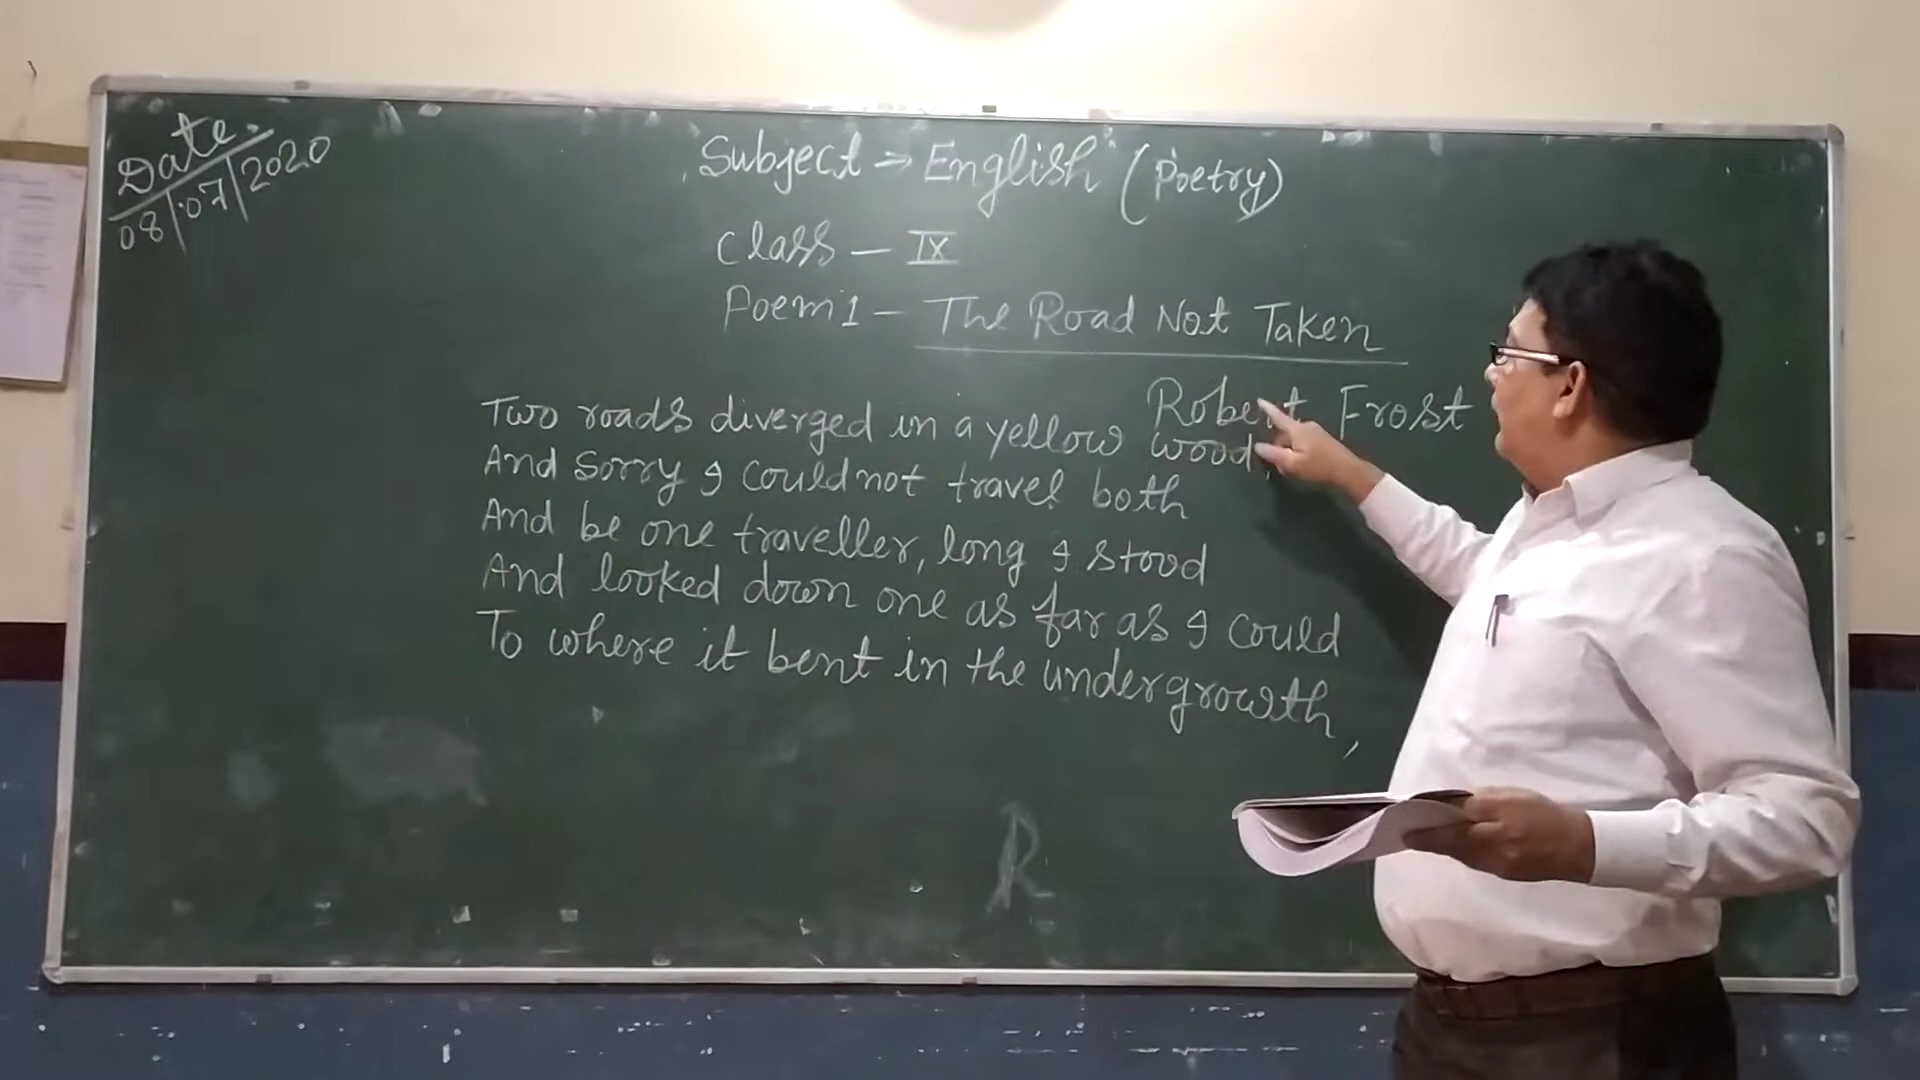 Date:-
08/07/2020
Subject → English (Poetry)
Class — IX
Poem 1 — The Road Not Taken
Robert Frost
Two roads diverged in a yellow wood,
And sorry I could not travel both
And be one traveller, long I stood
And looked down one as far as I could
To where it bent in the undergrowth,
R